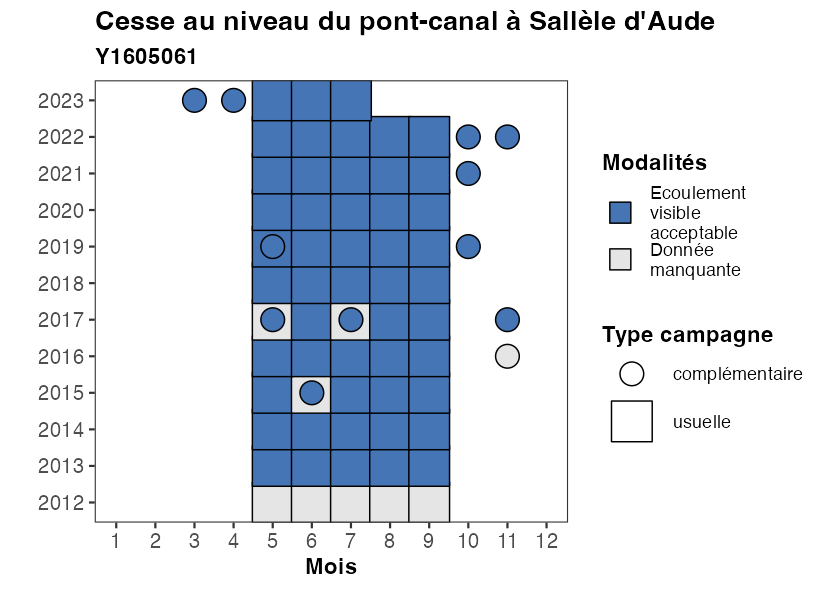 Cesse au niveau du pont-canal à Sallèle d'Aude
Y1605061
2023
2022
2021
2020
2019
2018
2017
2016
2015
2014
2013
2012
1 2 3 4 5 6 7 8 9 10 11 12
Mois
Modalités
Ecoulement
visible
acceptable
Donnée
manquante
Type campagne
complémentaire
usuelle